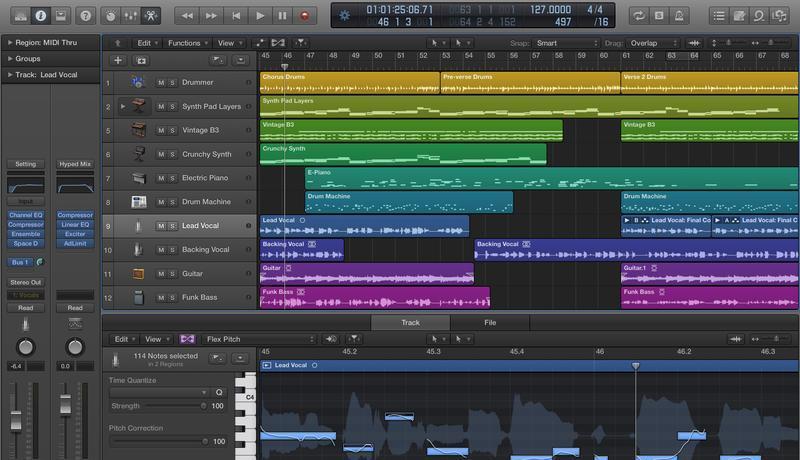 01:01:25:06.71
46 1 3 1
63 1 1 1
64 2 4 152
127.0000
497
4/4
/16
Region: MIDI Thru
Groups
Track: Lead Vocal
Edit
Functions
View
Snap: Smart
Drag: Overlap
45 46 47 48 49 50 51 52 53 54 55 56 57 58 59 60 61 62 63 64 65 66 67 68
1 M S Drummer
Chorus Drums
Pre-verse Drums
Verse 2 Drums
2 M S Synth Pad Layers
Synth Pad Layers
5 M S Vintage B3
Vintage B3
Vintage B3
6 M S Crunchy Synth
Crunchy Synth
7 M S Electric Piano
E-Piano
8 M S Drum Machine
Drum Machine
Drum Machine
9 M S Lead Vocal
Lead Vocal
B Lead Vocal: Final Co
A Lead Vocal: Final C
10 M S Backing Vocal
Backing Vocal
Backing Vocal
11 M S Guitar
Guitar
Guitar.1
12 M S Funk Bass
Funk Bass
Funk Bass
Setting
Hyped Mix
Input
Channel EQ
Compressor
Ensemble
Space D
Compressor
Linear EQ
Exciter
AdLimit
Bus 1
Stereo Out
1: Vocals
Read
Read
-6.4
0.0
Track
File
Edit
View
Flex Pitch
114 Notes selected
in 2 Regions
45 45.2 45.3 45.4 46 46.2 46.3
Lead Vocal
Time Quantize
Q
Strength 100
Pitch Correction
100
C4